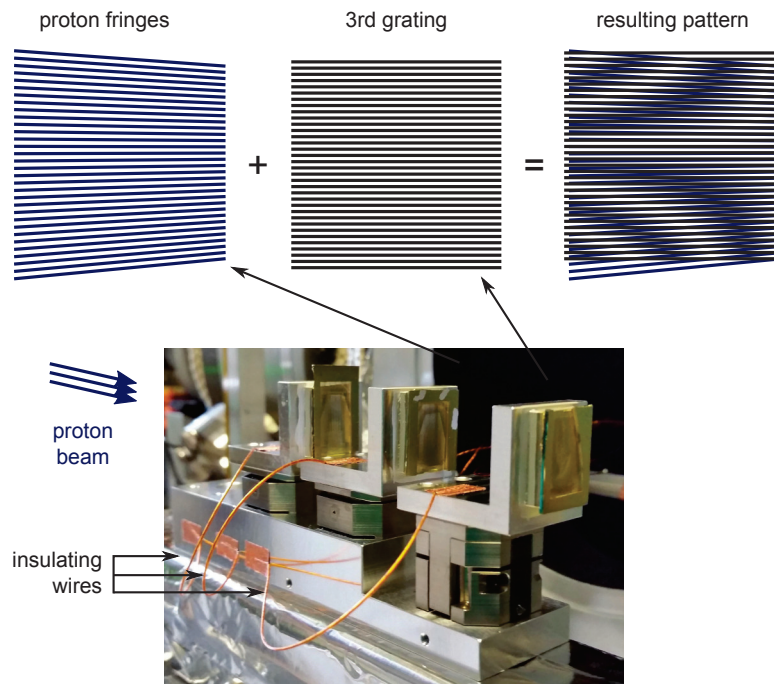 proton fringes
3rd grating
resulting pattern
+
=
proton
beam
insulating
wires